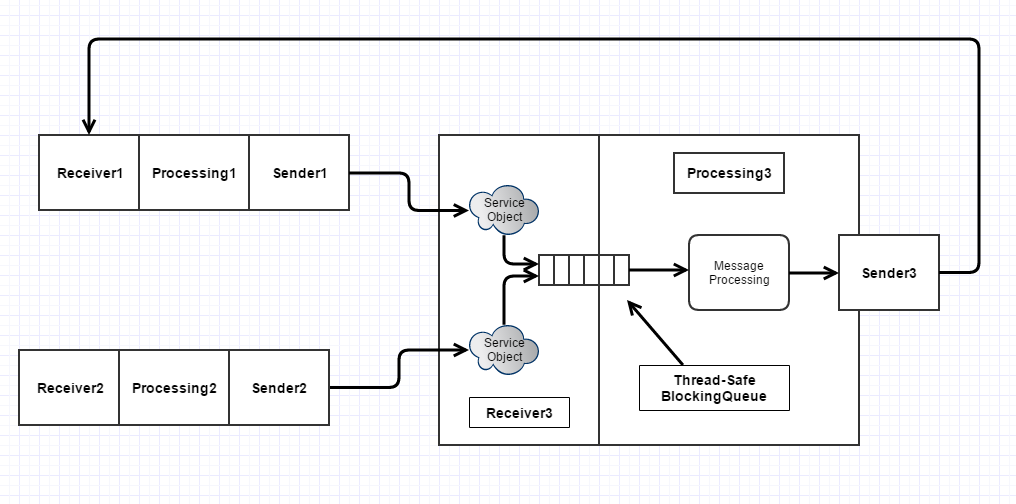 Receiver1
Processing1
Sender1
Service
Object
Processing3
Message
Processing
Sender3
Service
Object
Receiver2
Processing2
Sender2
Thread-Safe
BlockingQueue
Receiver3